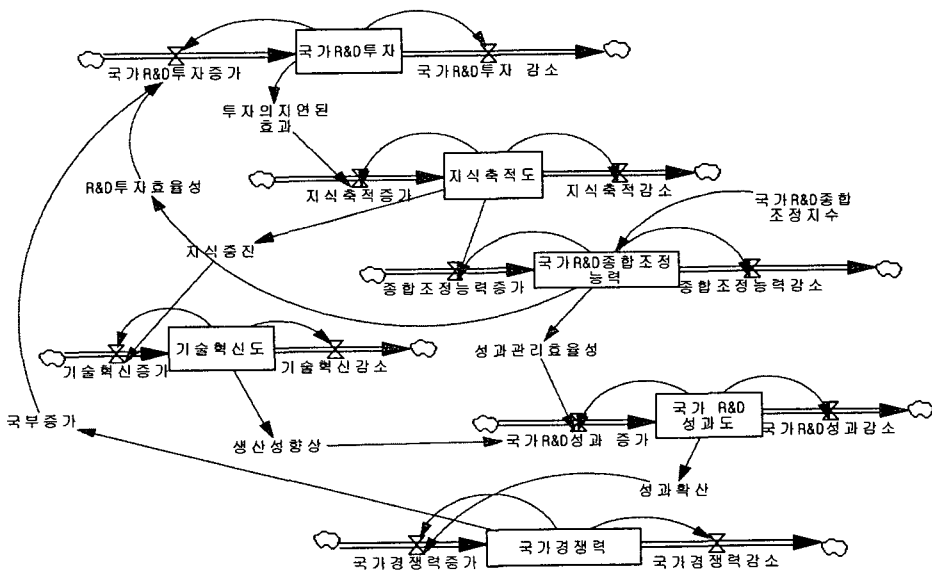 국가R&D투자
국가R&D투자증가
국가R&D투자 감소
투자의지연된
효과
지식축적도
지식축적증가
지식축적감소
R&D투자효율성
국가R&D종합
조정지수
지식증진
국가R&D종합조정
능력
종합조정능력증가
종합조정능력감소
기술혁신도
기술혁신증가
기술혁신감소
성과관리효율성
국가 R&D
성과도
국부증가
생산성향상
국가R&D성과 증가
국가R&D성과감소
성과확산
국가경쟁력
국가경쟁력증가
국가경쟁력감소